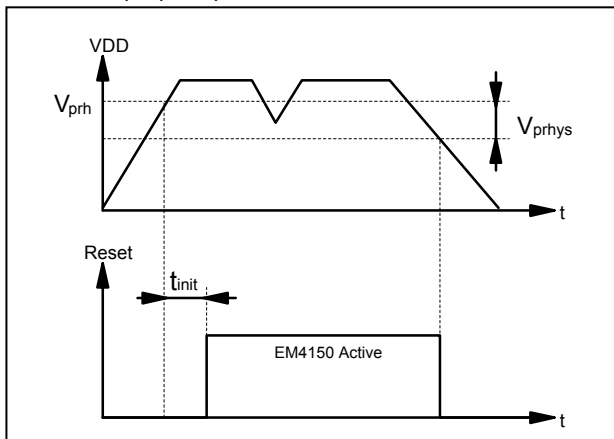 VDD
Vprh
Vprhys
t
Reset
tinit
EM4150 Active
t